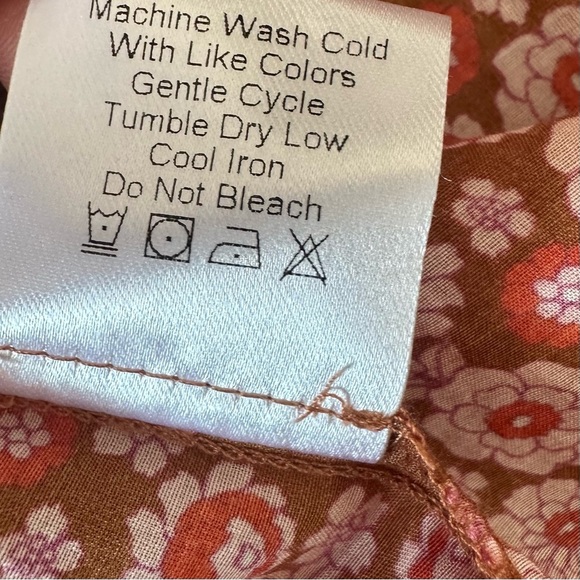 Machine Wash Cold
With Like Colors
Gentle Cycle
Tumble Dry Low
Cool Iron
Do Not Bleach